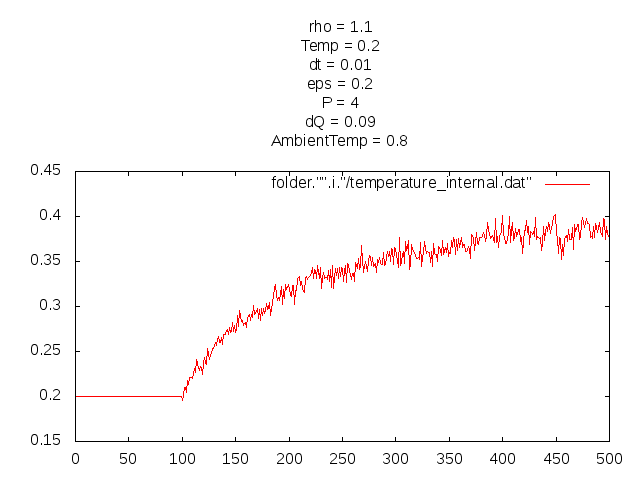 rho = 1.1
Temp = 0.2
dt = 0.01
eps = 0.2
P = 4
dQ = 0.09
AmbientTemp = 0.8
folder."".i."/temperature_internal.dat"
0.45
0.4
0.35
0.3
0.25
0.2
0.15
0 50 100 150 200 250 300 350 400 450 500